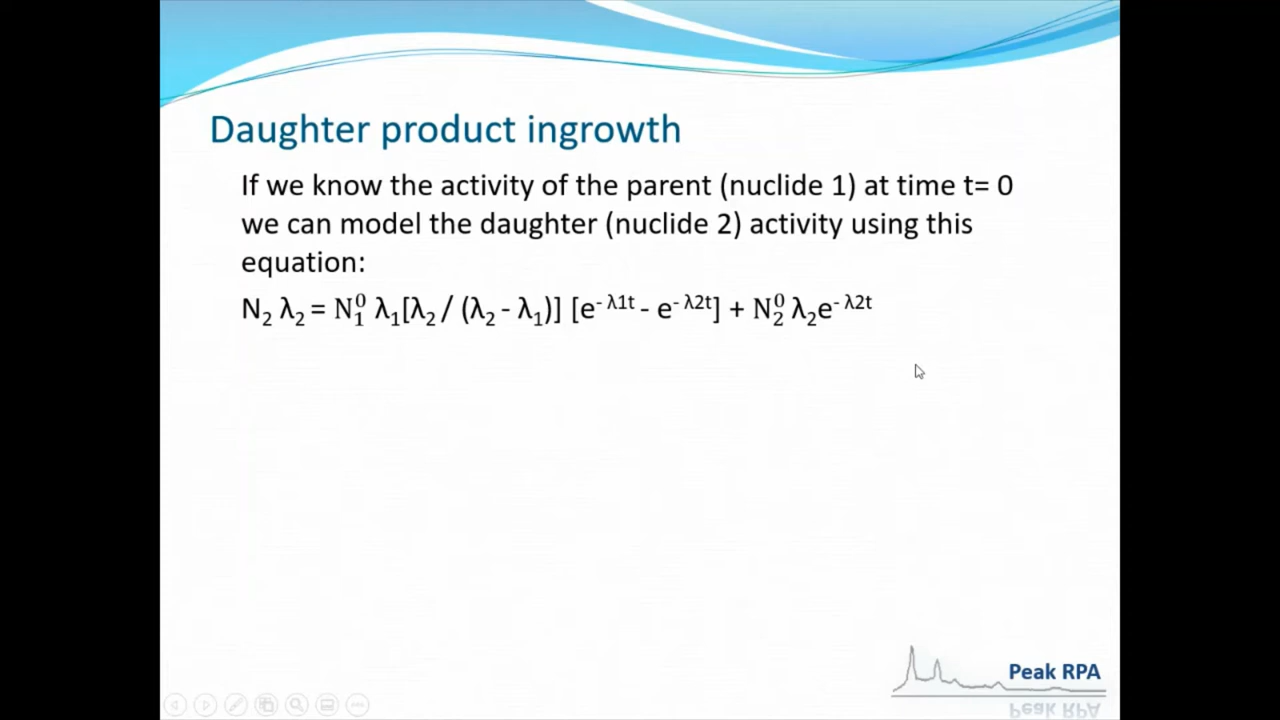 Daughter product ingrowth
If we know the activity of the parent (nuclide 1) at time t= 0
we can model the daughter (nuclide 2) activity using this
equation:
N₂ λ₂ = N₁⁰ λ₁[λ₂ / (λ₂ - λ₁)] [e^(- λ1t) - e^(- λ2t)] + N₂⁰ λ₂e^(- λ2t)
Peak RPA